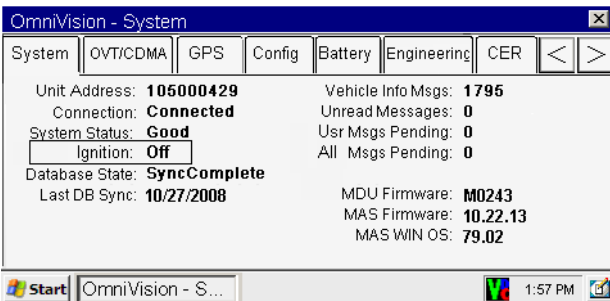 OmniVision - System
System OVT/CDMA GPS Config Battery Engineering CER < >
Unit Address: 105000429
Connection: Connected
System Status: Good
Ignition: Off
Database State: SyncComplete
Last DB Sync: 10/27/2008
Vehicle Info Msgs: 1795
Unread Messages: 0
Usr Msgs Pending: 0
All Msgs Pending: 0
MDU Firmware: M0243
MAS Firmware: 10.22.13
MAS WIN OS: 79.02
Start OmniVision - S... 1:57 PM